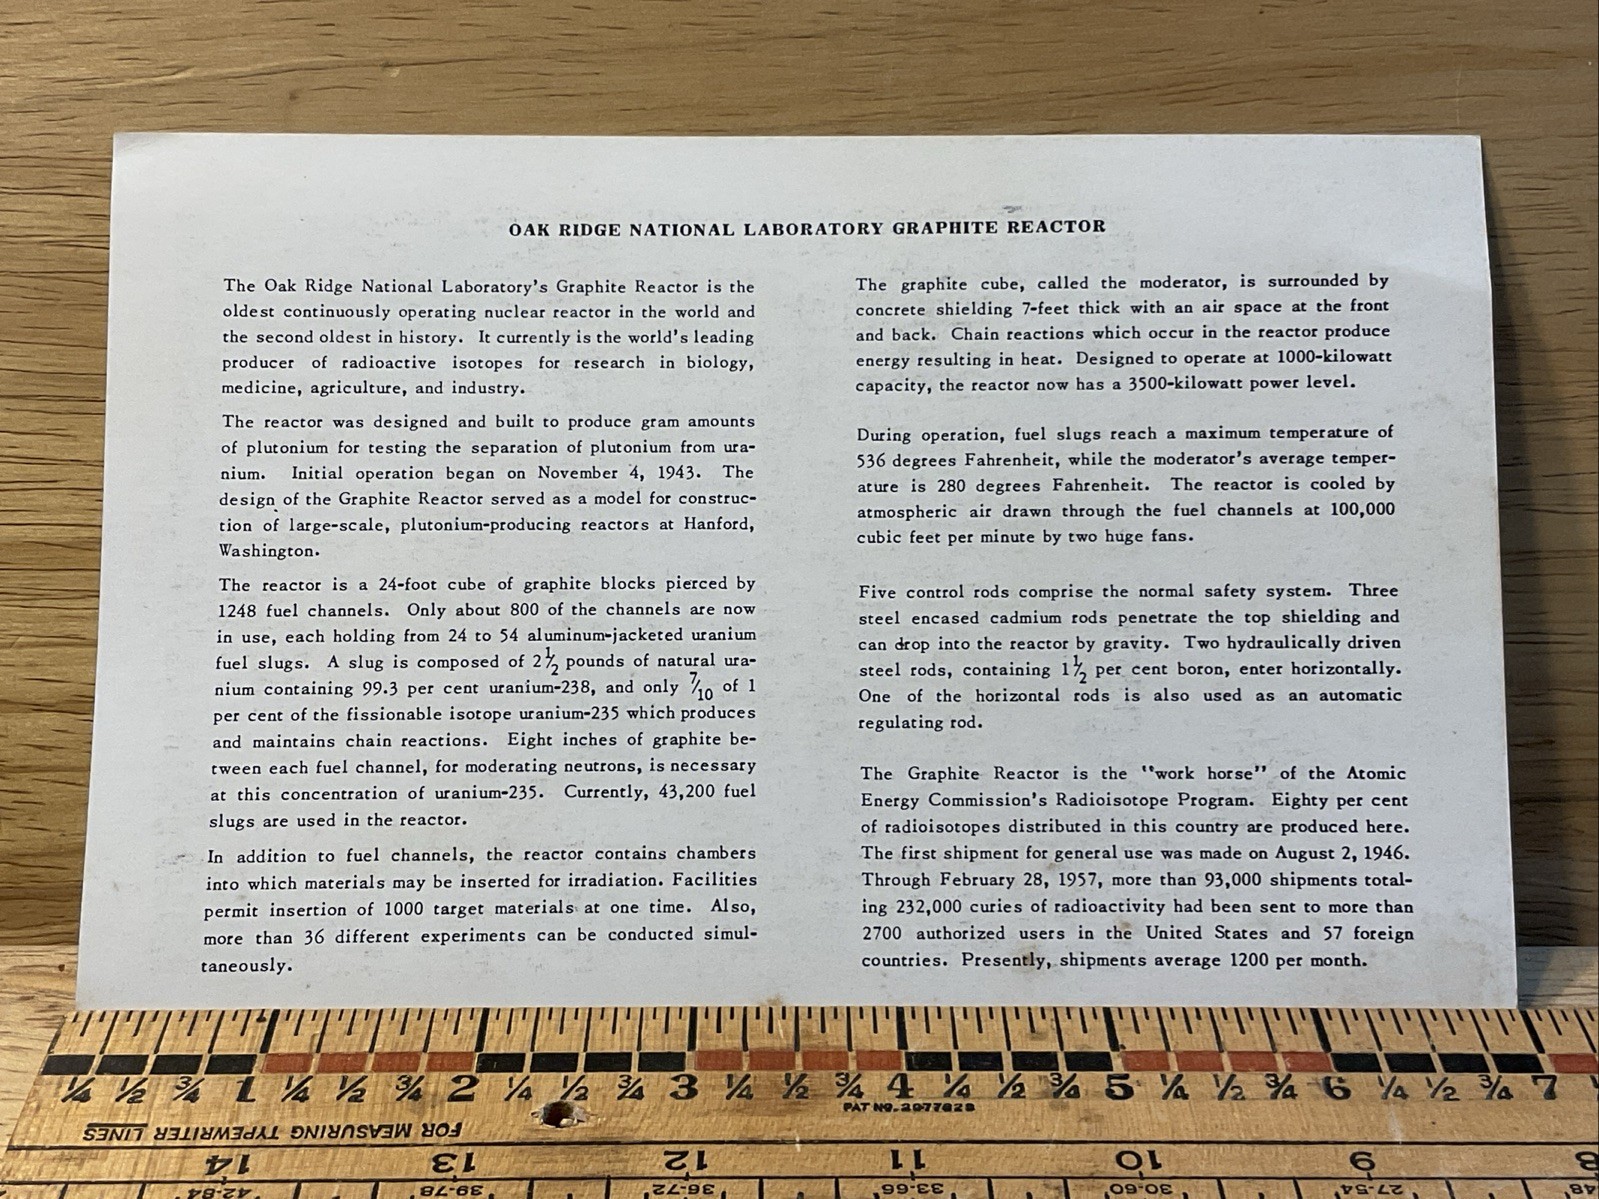 OAK RIDGE NATIONAL LABORATORY GRAPHITE REACTOR
The Oak Ridge National Laboratory's Graphite Reactor is the
oldest continuously operating nuclear reactor in the world and
the second oldest in history. It currently is the world's leading
producer of radioactive isotopes for research in biology,
medicine, agriculture, and industry.
The reactor was designed and built to produce gram amounts
of plutonium for testing the separation of plutonium from ura-
nium. Initial operation began on November 4, 1943. The
design of the Graphite Reactor served as a model for construc-
tion of large-scale, plutonium-producing reactors at Hanford,
Washington.
The reactor is a 24-foot cube of graphite blocks pierced by
1248 fuel channels. Only about 800 of the channels are now
in use, each holding from 24 to 54 aluminum-jacketed uranium
fuel slugs. A slug is composed of 2½ pounds of natural ura-
nium containing 99.3 per cent uranium-238, and only 7/10 of 1
per cent of the fissionable isotope uranium-235 which produces
and maintains chain reactions. Eight inches of graphite be-
tween each fuel channel, for moderating neutrons, is necessary
at this concentration of uranium-235. Currently, 43,200 fuel
slugs are used in the reactor.
In addition to fuel channels, the reactor contains chambers
into which materials may be inserted for irradiation. Facilities
permit insertion of 1000 target materials at one time. Also,
more than 36 different experiments can be conducted simul-
taneously.
The graphite cube, called the moderator, is surrounded by
concrete shielding 7-feet thick with an air space at the front
and back. Chain reactions which occur in the reactor produce
energy resulting in heat. Designed to operate at 1000-kilowatt
capacity, the reactor now has a 3500-kilowatt power level.
During operation, fuel slugs reach a maximum temperature of
536 degrees Fahrenheit, while the moderator's average temper-
ature is 280 degrees Fahrenheit. The reactor is cooled by
atmospheric air drawn through the fuel channels at 100,000
cubic feet per minute by two huge fans.
Five control rods comprise the normal safety system. Three
steel encased cadmium rods penetrate the top shielding and
can drop into the reactor by gravity. Two hydraulically driven
steel rods, containing 1½ per cent boron, enter horizontally.
One of the horizontal rods is also used as an automatic
regulating rod.
The Graphite Reactor is the "work horse" of the Atomic
Energy Commission's Radioisotope Program. Eighty per cent
of radioisotopes distributed in this country are produced here.
The first shipment for general use was made on August 2, 1946.
Through February 28, 1957, more than 93,000 shipments total-
ing 232,000 curies of radioactivity had been sent to more than
2700 authorized users in the United States and 57 foreign
countries. Presently, shipments average 1200 per month.
¼ ½ ¾ 1 ¼ ½ ¾ 2 ¼ ½ ¾ 3 ¼ ½ ¾ 4 ¼ ½ ¾ 5 ¼ ½ ¾ 6 ¼ ½ ¾ 7
PAT NO. 2077828
FOR MEASURING TYPEWRITER LINES
14 13 12 11 10 9 8
42-84 39-78 36-72 33-66 30-60 27-54